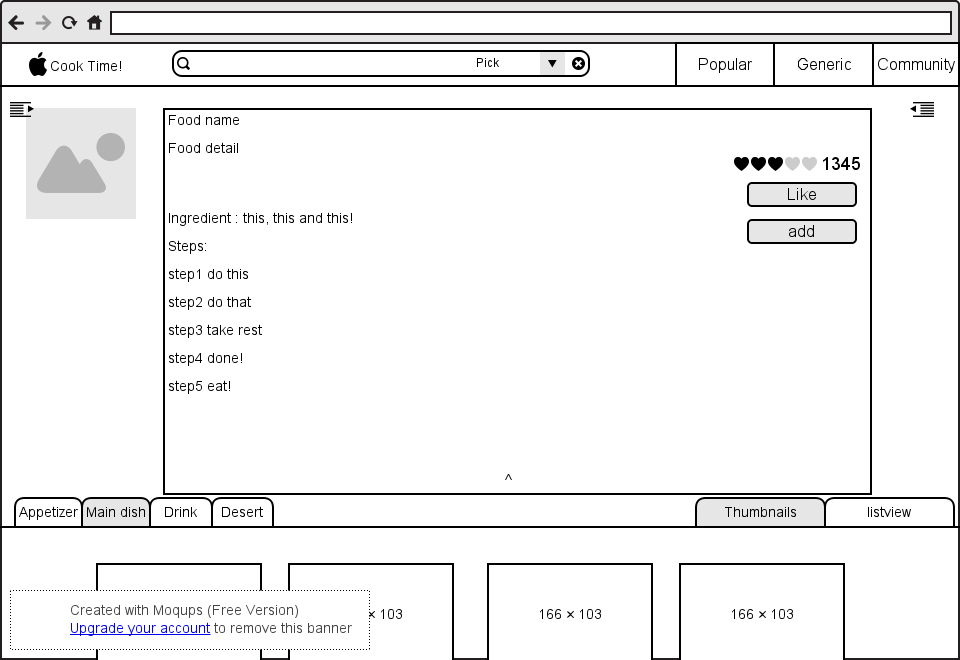 Cook Time!
Pick
Popular
Generic
Community
Food name
Food detail
1345
Like
Ingredient : this, this and this!
add
Steps:
step1 do this
step2 do that
step3 take rest
step4 done!
step5 eat!
^
Appetizer
Main dish
Drink
Desert
Thumbnails
listview
× 103
166 × 103
166 × 103
Created with Moqups (Free Version)
Upgrade your account to remove this banner